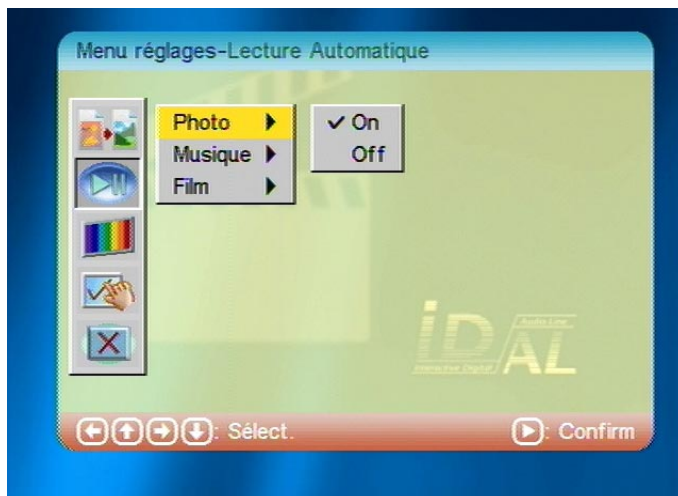 Menu réglages-Lecture Automatique
Photo
Musique
Film
✓ On
Off
iDAL
Audio Line
Interactive Digital
: Sélect.
: Confirm